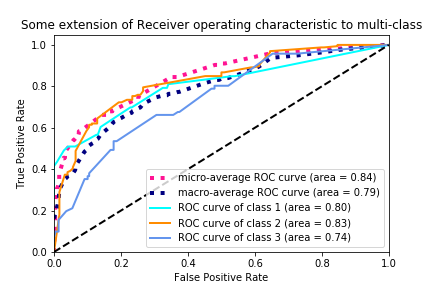 Some extension of Receiver operating characteristic to multi-class
1.0
0.8
0.6
0.4
0.2
0.0
True Positive Rate
micro-average ROC curve (area = 0.84)
macro-average ROC curve (area = 0.79)
ROC curve of class 1 (area = 0.80)
ROC curve of class 2 (area = 0.83)
ROC curve of class 3 (area = 0.74)
0.0 0.2 0.4 0.6 0.8 1.0
False Positive Rate